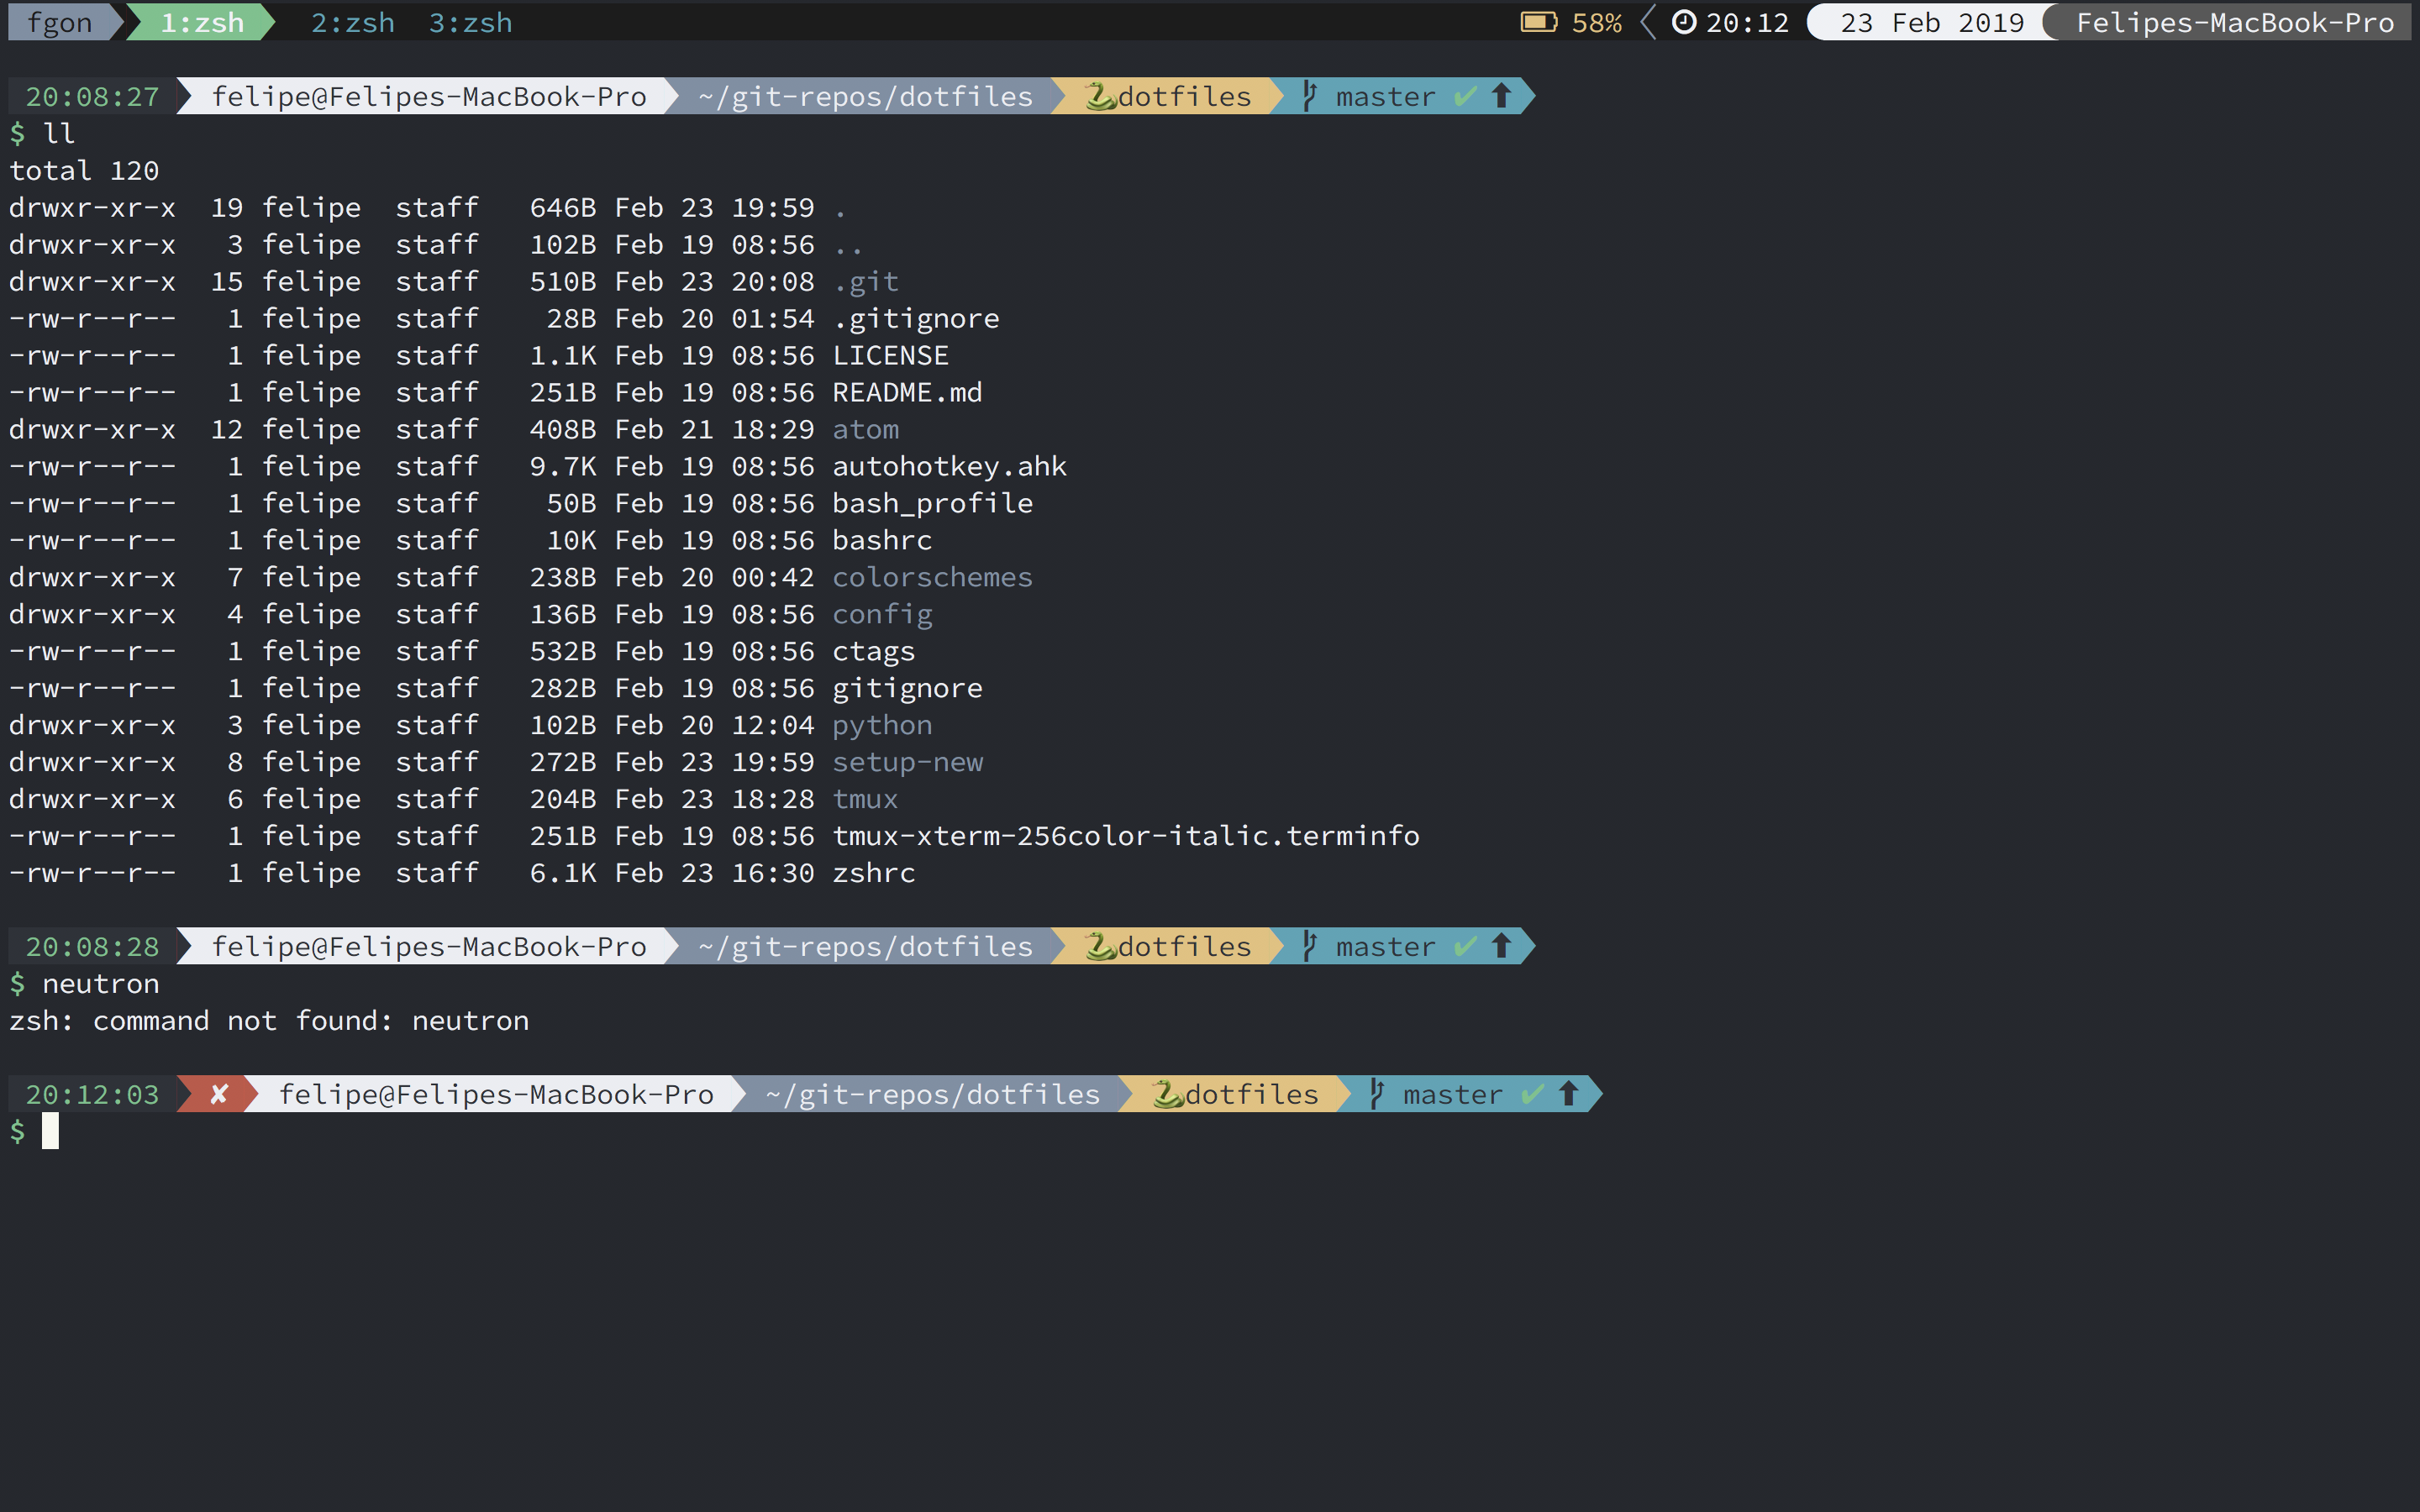 fgon 1:zsh 2:zsh 3:zsh 58% 20:12 23 Feb 2019 Felipes-MacBook-Pro
20:08:27 felipe@Felipes-MacBook-Pro ~/git-repos/dotfiles 🐍dotfiles master ✔ ⬆
$ ll
total 120
drwxr-xr-x  19 felipe  staff   646B Feb 23 19:59 .
drwxr-xr-x   3 felipe  staff   102B Feb 19 08:56 ..
drwxr-xr-x  15 felipe  staff   510B Feb 23 20:08 .git
-rw-r--r--   1 felipe  staff    28B Feb 20 01:54 .gitignore
-rw-r--r--   1 felipe  staff   1.1K Feb 19 08:56 LICENSE
-rw-r--r--   1 felipe  staff   251B Feb 19 08:56 README.md
drwxr-xr-x  12 felipe  staff   408B Feb 21 18:29 atom
-rw-r--r--   1 felipe  staff   9.7K Feb 19 08:56 autohotkey.ahk
-rw-r--r--   1 felipe  staff    50B Feb 19 08:56 bash_profile
-rw-r--r--   1 felipe  staff    10K Feb 19 08:56 bashrc
drwxr-xr-x   7 felipe  staff   238B Feb 20 00:42 colorschemes
drwxr-xr-x   4 felipe  staff   136B Feb 19 08:56 config
-rw-r--r--   1 felipe  staff   532B Feb 19 08:56 ctags
-rw-r--r--   1 felipe  staff   282B Feb 19 08:56 gitignore
drwxr-xr-x   3 felipe  staff   102B Feb 20 12:04 python
drwxr-xr-x   8 felipe  staff   272B Feb 23 19:59 setup-new
drwxr-xr-x   6 felipe  staff   204B Feb 23 18:28 tmux
-rw-r--r--   1 felipe  staff   251B Feb 19 08:56 tmux-xterm-256color-italic.terminfo
-rw-r--r--   1 felipe  staff   6.1K Feb 23 16:30 zshrc
20:08:28 felipe@Felipes-MacBook-Pro ~/git-repos/dotfiles 🐍dotfiles master ✔ ⬆
$ neutron
zsh: command not found: neutron
20:12:03 ✘ felipe@Felipes-MacBook-Pro ~/git-repos/dotfiles 🐍dotfiles master ✔ ⬆
$